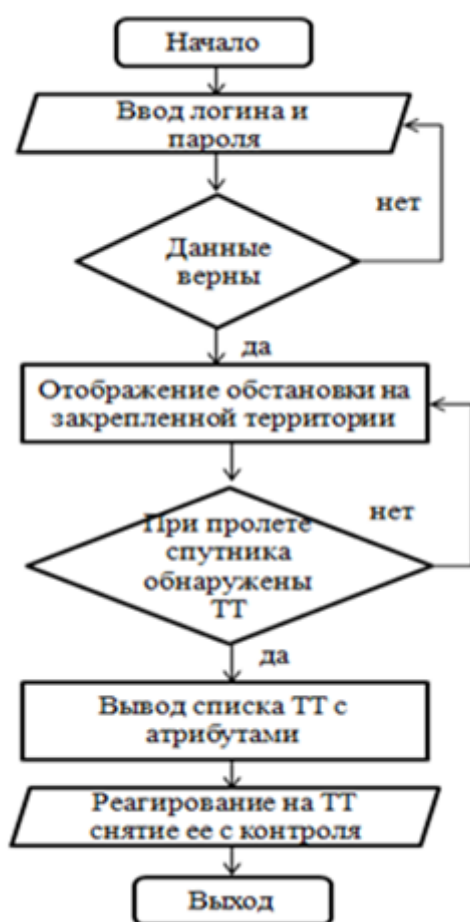 Начало
Ввод логина и
пароля
нет
Данные
верны
да
Отображение обстановки на
закрепленной территории
При пролете
спутника
обнаружены
ТТ
нет
да
Вывод списка ТТ с
атрибутами
Реагирование на ТТ
снятие ее с контроля
Выход